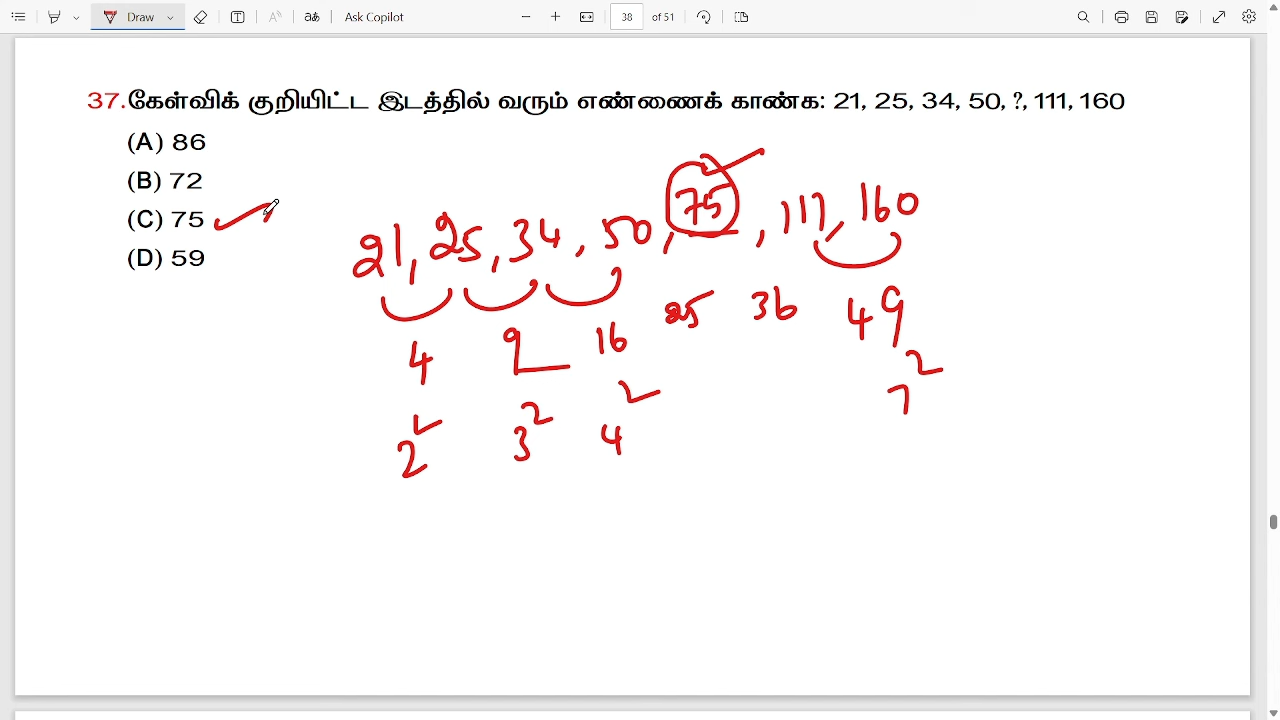 Draw Ask Copilot 38 of 51
37.கேள்விக் குறியிட்ட இடத்தில் வரும் எண்ணைக் காண்க: 21, 25, 34, 50, ?, 111, 160
(A) 86
(B) 72
(C) 75
(D) 59
21, 25, 34, 50, 75, 111, 160
4 9 16 25 36 49
2² 3² 4² 7²